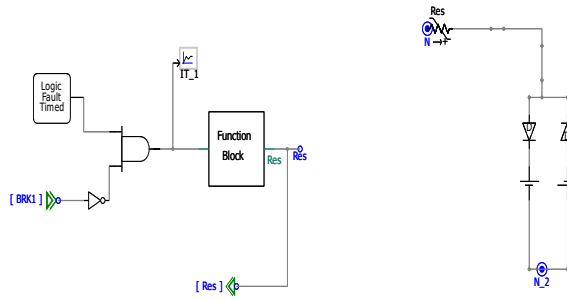 Res
N
+
IT_1
Logic
Fault
Timed
Function
Block
Res
Res
[ BRK1 ]
[ Res ]
D
N_2